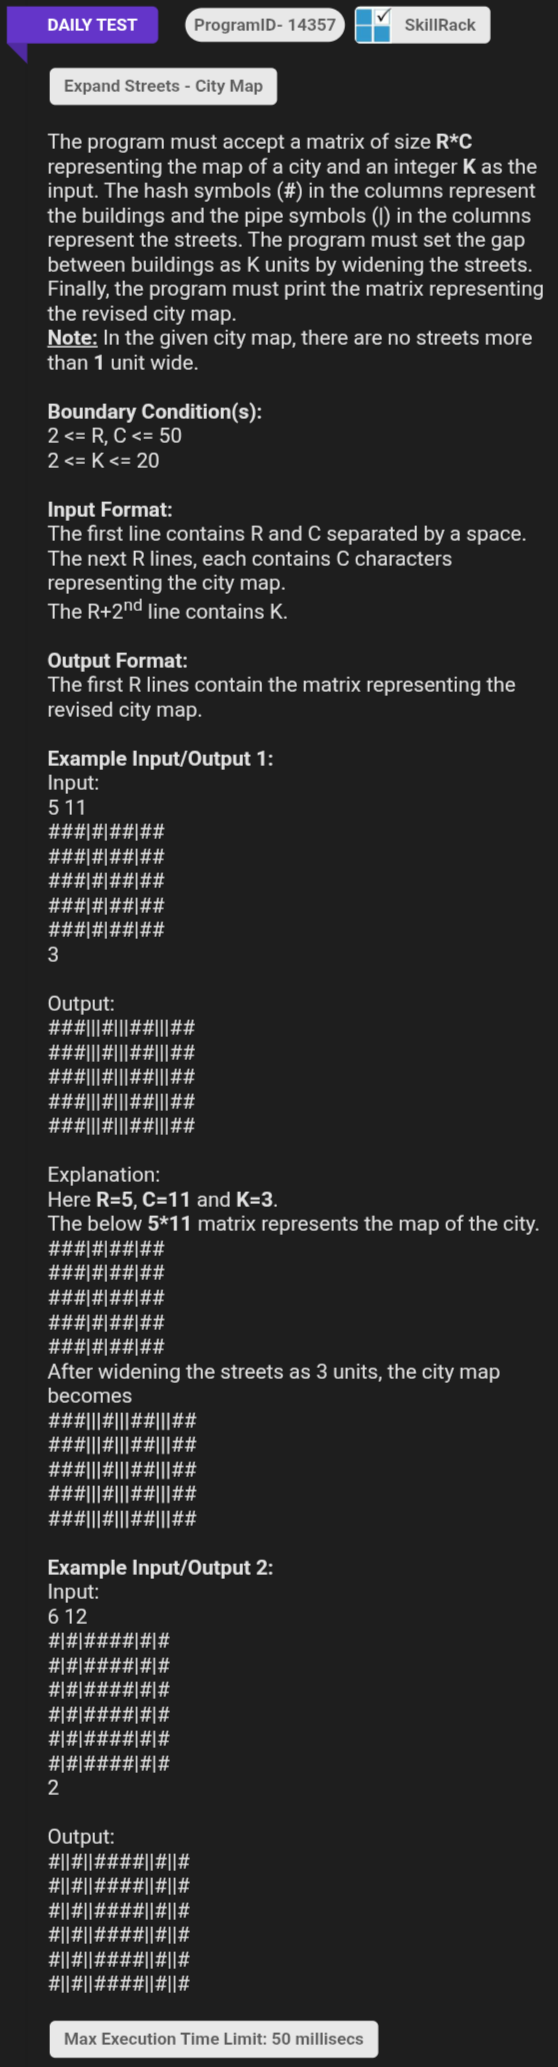 DAILY TEST
ProgramID- 14357
SkillRack
Expand Streets - City Map
The program must accept a matrix of size R*C
representing the map of a city and an integer K as the
input. The hash symbols (#) in the columns represent
the buildings and the pipe symbols (|) in the columns
represent the streets. The program must set the gap
between buildings as K units by widening the streets.
Finally, the program must print the matrix representing
the revised city map.
Note: In the given city map, there are no streets more
than 1 unit wide.
Boundary Condition(s):
2 <= R, C <= 50
2 <= K <= 20
Input Format:
The first line contains R and C separated by a space.
The next R lines, each contains C characters
representing the city map.
The R+2nd line contains K.
Output Format:
The first R lines contain the matrix representing the
revised city map.
Example Input/Output 1:
Input:
5 11
###|#|##|##
###|#|##|##
###|#|##|##
###|#|##|##
###|#|##|##
3
Output:
###|||#|||##|||##
###|||#|||##|||##
###|||#|||##|||##
###|||#|||##|||##
###|||#|||##|||##
Explanation:
Here R=5, C=11 and K=3.
The below 5*11 matrix represents the map of the city.
###|#|##|##
###|#|##|##
###|#|##|##
###|#|##|##
###|#|##|##
After widening the streets as 3 units, the city map
becomes
###|||#|||##|||##
###|||#|||##|||##
###|||#|||##|||##
###|||#|||##|||##
###|||#|||##|||##
Example Input/Output 2:
Input:
6 12
#|#|####|#|#
#|#|####|#|#
#|#|####|#|#
#|#|####|#|#
#|#|####|#|#
#|#|####|#|#
2
Output:
#||#||####||#||#
#||#||####||#||#
#||#||####||#||#
#||#||####||#||#
#||#||####||#||#
#||#||####||#||#
Max Execution Time Limit: 50 millisecs